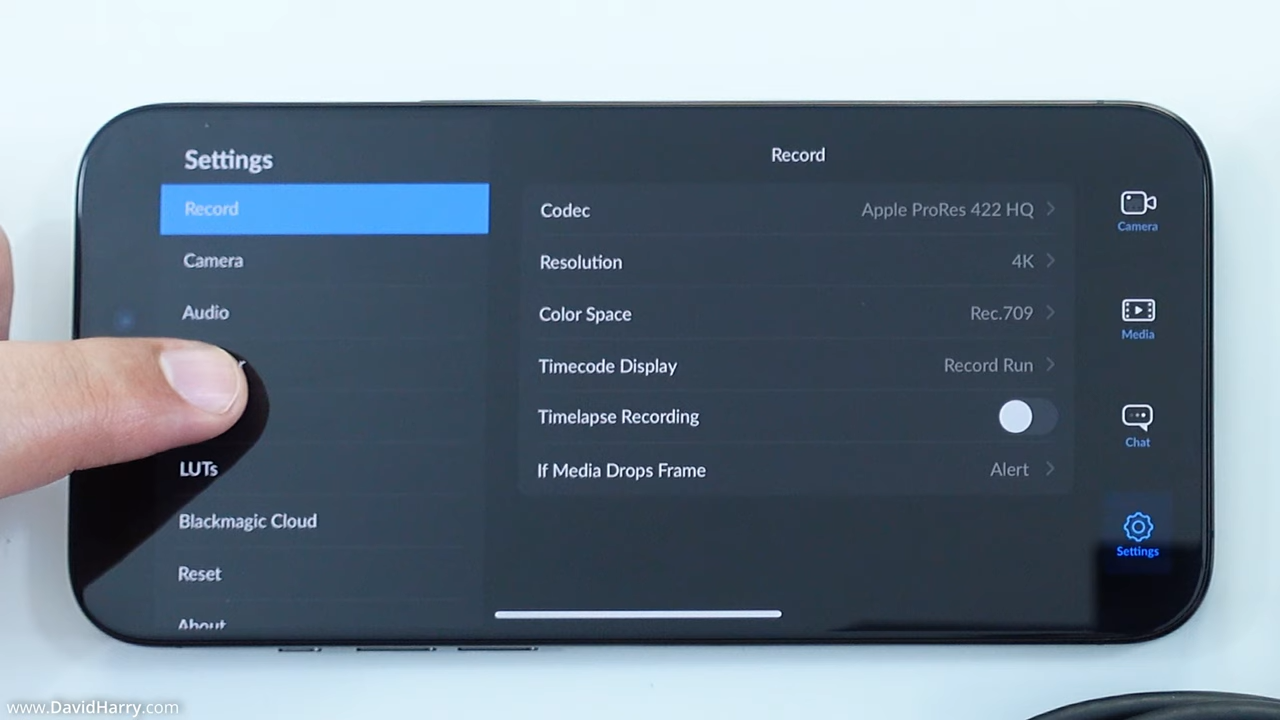 Settings
Record
Camera
Audio
LUTs
Blackmagic Cloud
Reset
About
Record
Codec Apple ProRes 422 HQ
Resolution 4K
Color Space Rec.709
Timecode Display Record Run
Timelapse Recording
If Media Drops Frame Alert
Camera
Media
Chat
Settings
www.DavidHarry.com